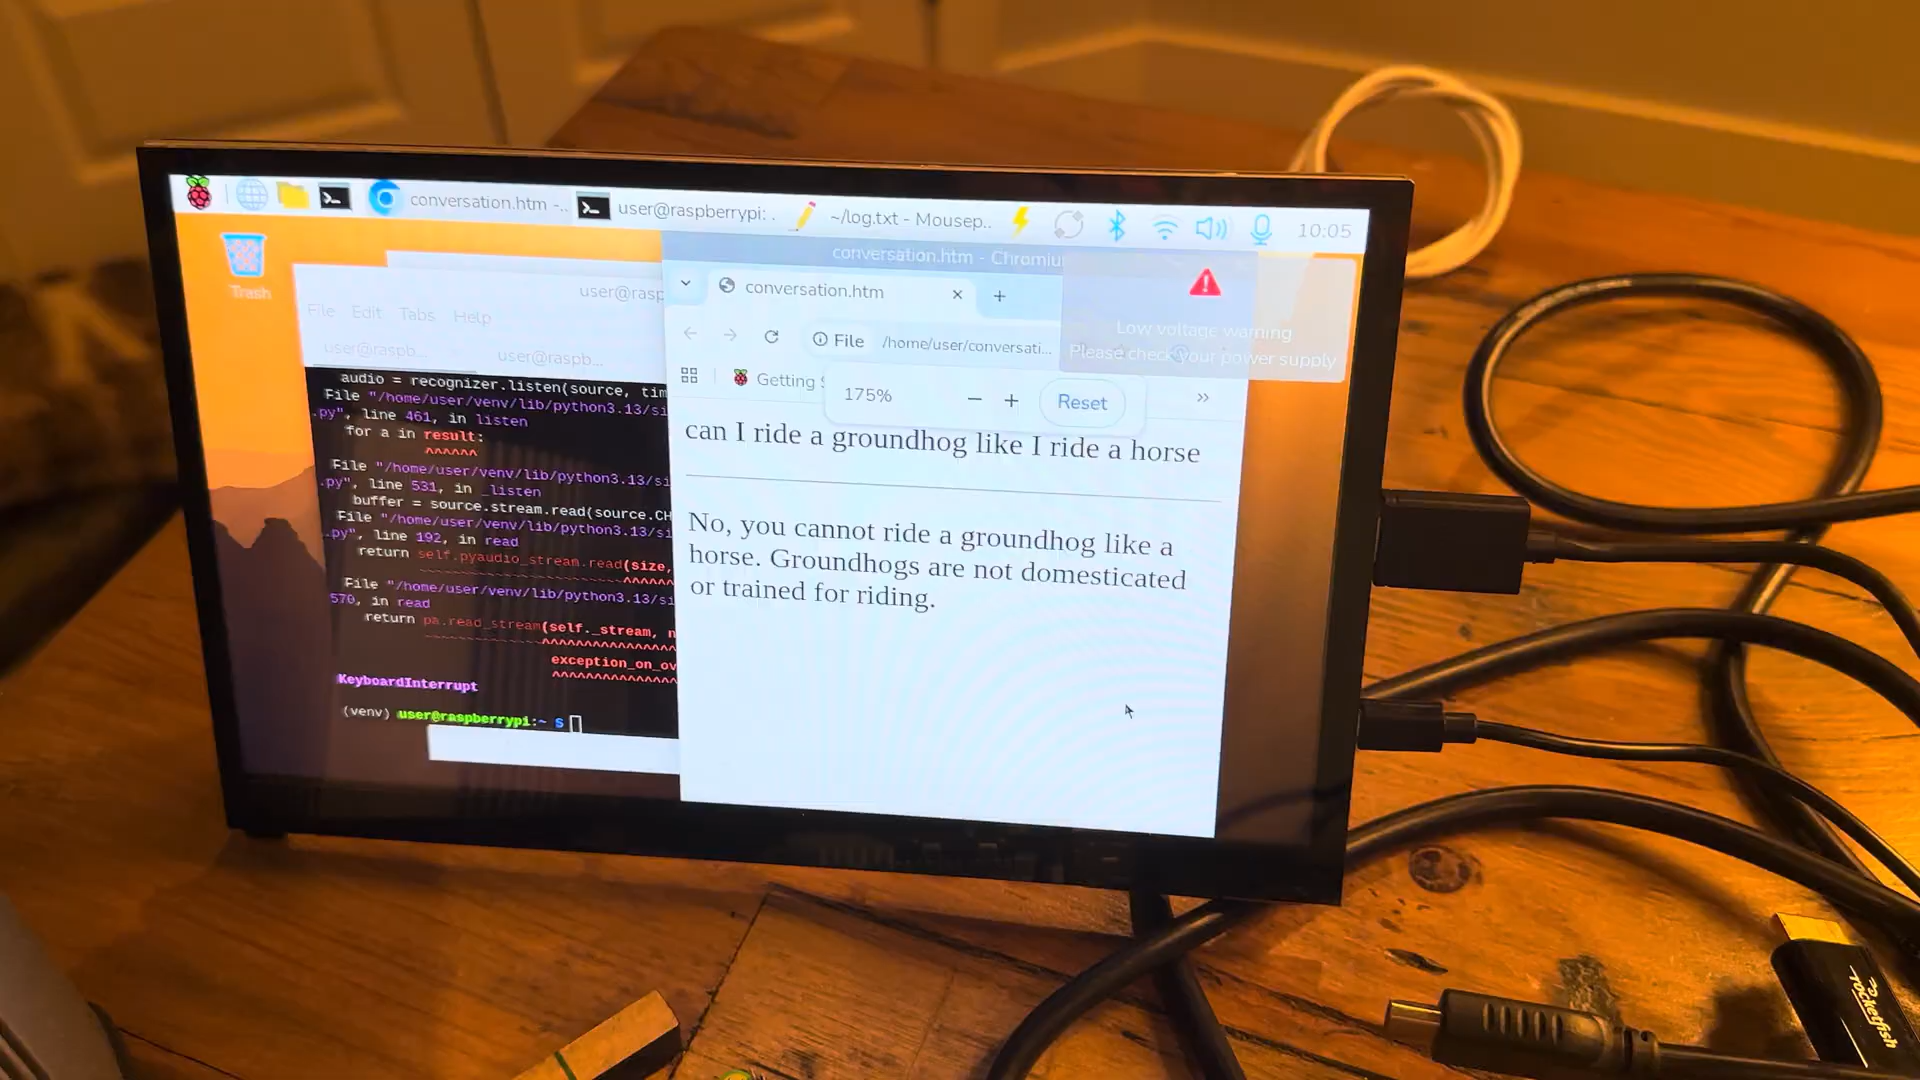 conversation.htm -..
user@raspberrypi: .
~/log.txt - Mousep..
10:05
Trash
conversation.htm - Chromiu
user@rasp
File Edit Tabs Help
user@raspb...
user@raspb...
conversation.htm
File
/home/user/conversati...
Low voltage warning
Please check your power supply
Getting S
175%
Reset
audio = recognizer.listen(source, tim
File "/home/user/venv/lib/python3.13/si
.py", line 461, in listen
for a in result:
^^^^^^
File "/home/user/venv/lib/python3.13/si
.py", line 531, in _listen
buffer = source.stream.read(source.CH
File "/home/user/venv/lib/python3.13/si
.py", line 192, in read
return self.pyaudio_stream.read(size,
File "/home/user/venv/lib/python3.13/si
570, in read
return pa.read_stream(self._stream, n
exception_on_ov
KeyboardInterrupt
(venv) user@raspberrypi:~ $
can I ride a groundhog like I ride a horse
No, you cannot ride a groundhog like a
horse. Groundhogs are not domesticated
or trained for riding.
rocketfish